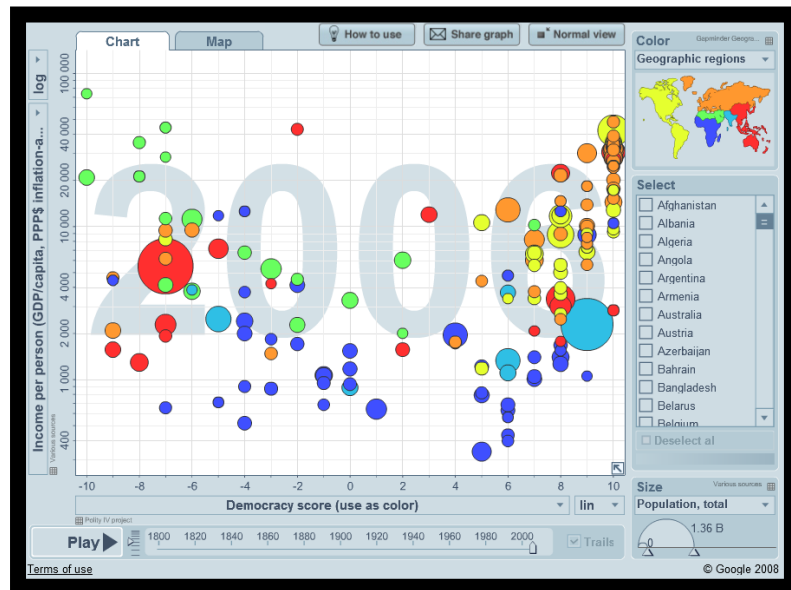 Chart
Map
How to use
Share graph
Normal view
Color
Gapminder Geogra...
Geographic regions
log
Income per person (GDP/capita, PPP$ inflation-a...
Various sources
100 000
40 000
20 000
10 000
4 000
2 000
1 000
400
2006
-10 -8 -6 -4 -2 0 2 4 6 8 10
Democracy score (use as color)
lin
Polity IV project
Select
Afghanistan
Albania
Algeria
Angola
Argentina
Armenia
Australia
Austria
Azerbaijan
Bahrain
Bangladesh
Belarus
Belgium
Deselect al
Size
Various sources
Population, total
1.36 B
0
Play
1800 1820 1840 1860 1880 1900 1920 1940 1960 1980 2000
Trails
Terms of use
© Google 2008